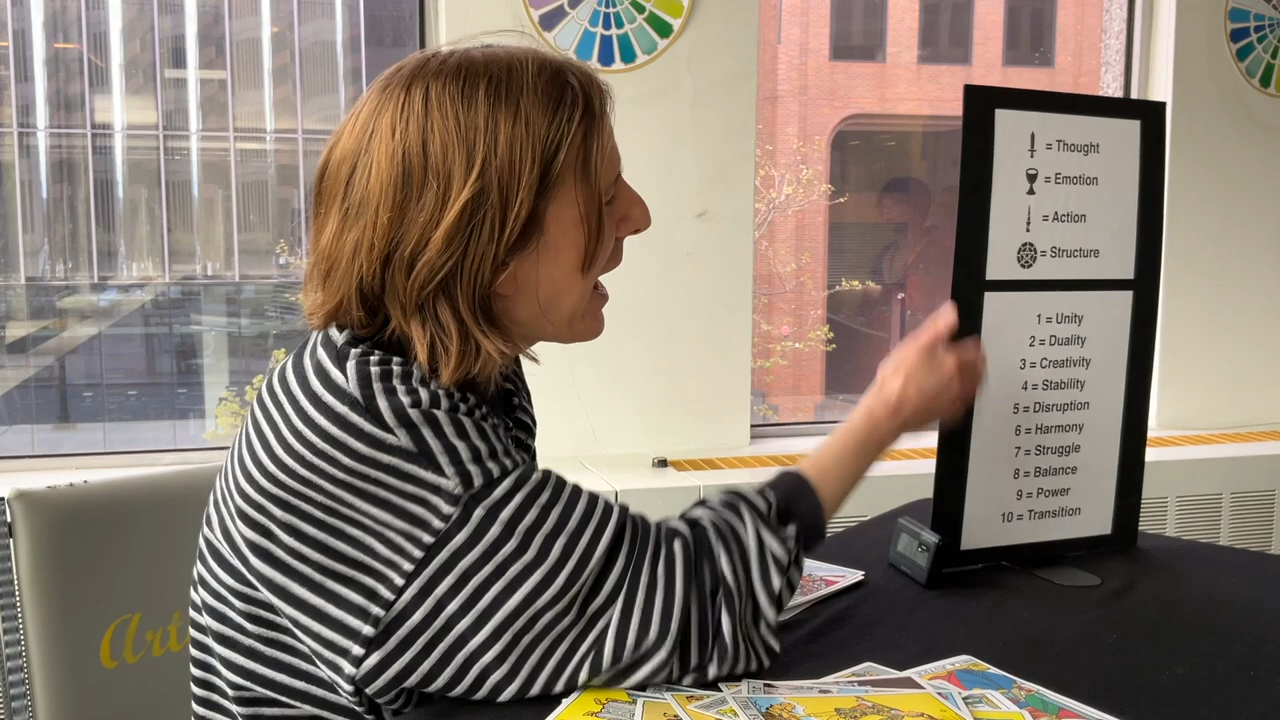 = Thought
= Emotion
= Action
= Structure
1 = Unity
2 = Duality
3 = Creativity
4 = Stability
5 = Disruption
6 = Harmony
7 = Struggle
8 = Balance
9 = Power
10 = Transition
Art